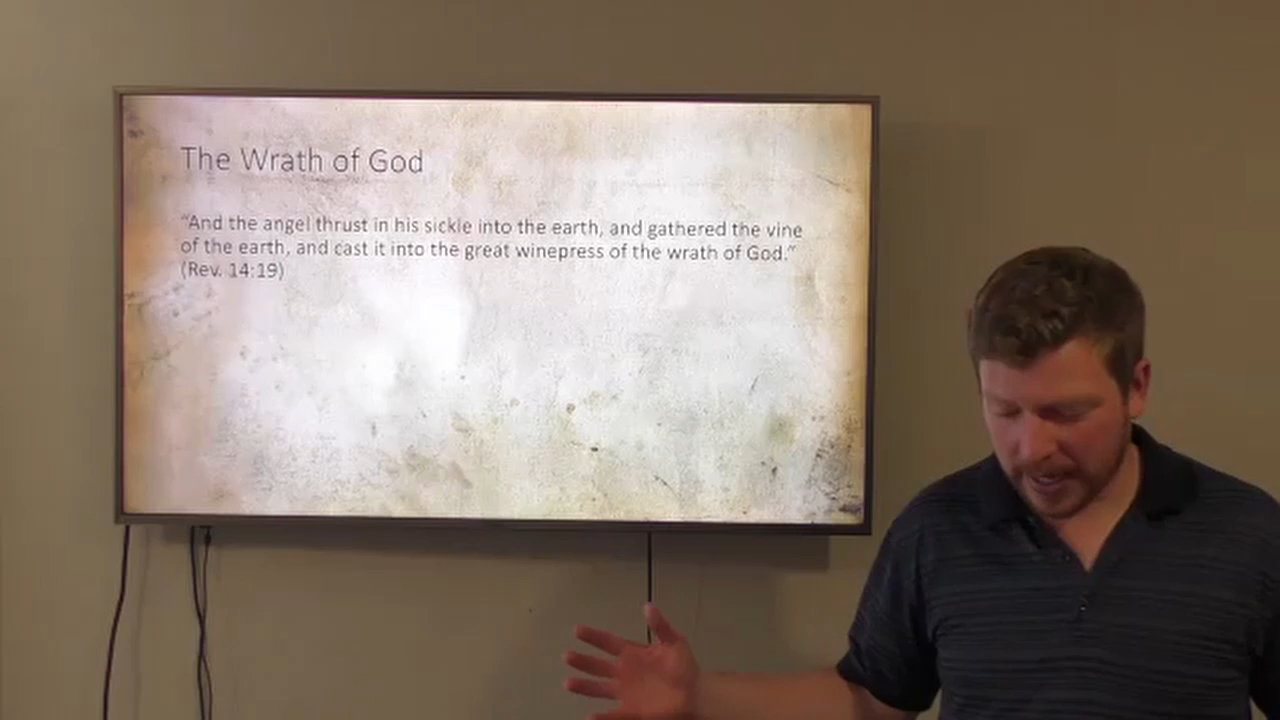 The Wrath of God
“And the angel thrust in his sickle into the earth, and gathered the vine
of the earth, and cast it into the great winepress of the wrath of God.”
(Rev. 14:19)